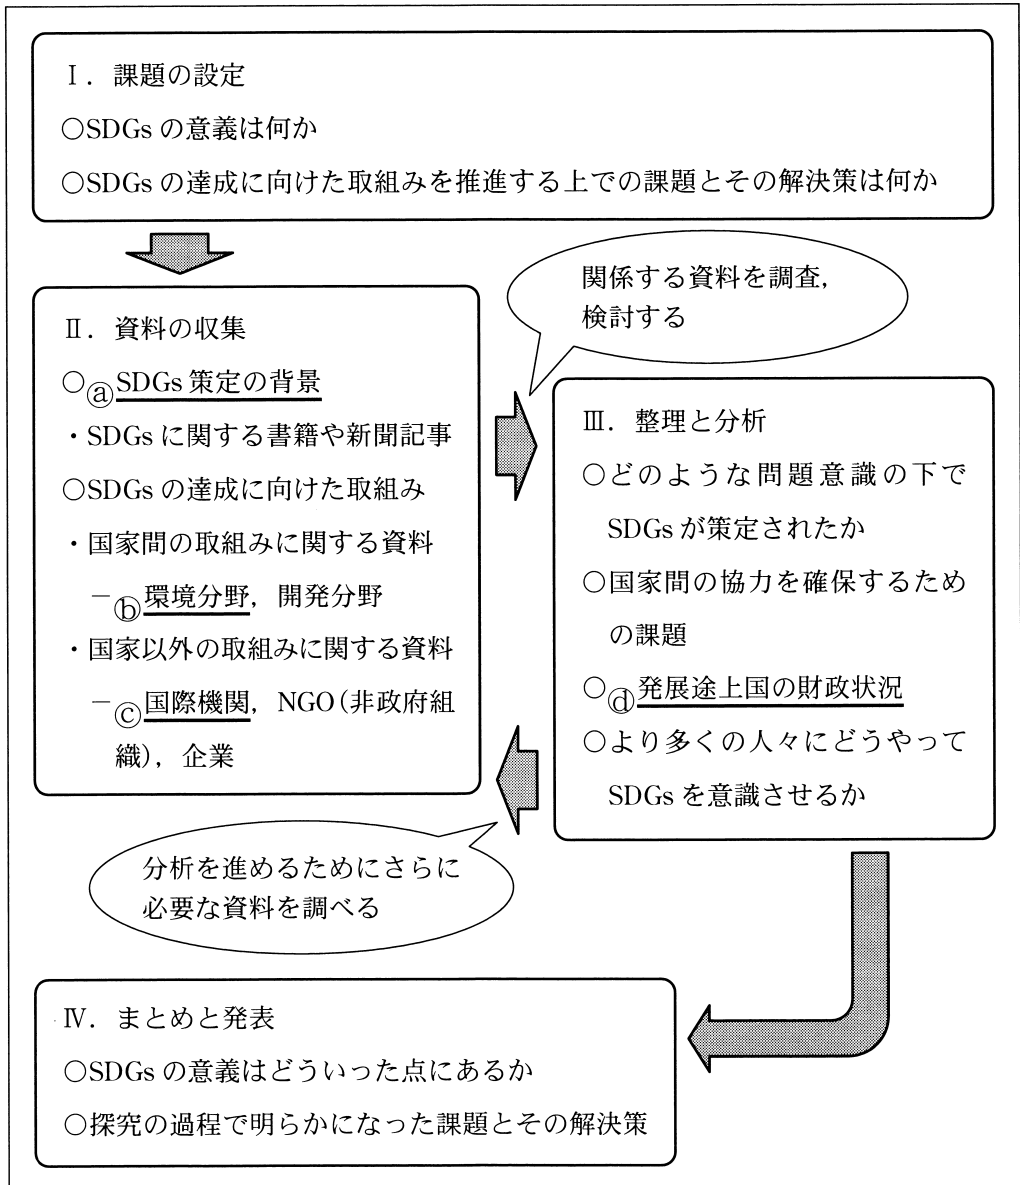 Ⅰ．課題の設定
○SDGs の意義は何か
○SDGs の達成に向けた取組みを推進する上での課題とその解決策は何か
関係する資料を調査，
検討する
Ⅱ．資料の収集
○ⓐSDGs 策定の背景
・SDGs に関する書籍や新聞記事
○SDGs の達成に向けた取組み
・国家間の取組みに関する資料
－ⓑ環境分野，開発分野
・国家以外の取組みに関する資料
－ⓒ国際機関，NGO（非政府組
織），企業
Ⅲ．整理と分析
○どのような問題意識の下で
SDGs が策定されたか
○国家間の協力を確保するため
の課題
○ⓓ発展途上国の財政状況
○より多くの人々にどうやって
SDGs を意識させるか
分析を進めるためにさらに
必要な資料を調べる
Ⅳ．まとめと発表
○SDGs の意義はどういった点にあるか
○探究の過程で明らかになった課題とその解決策